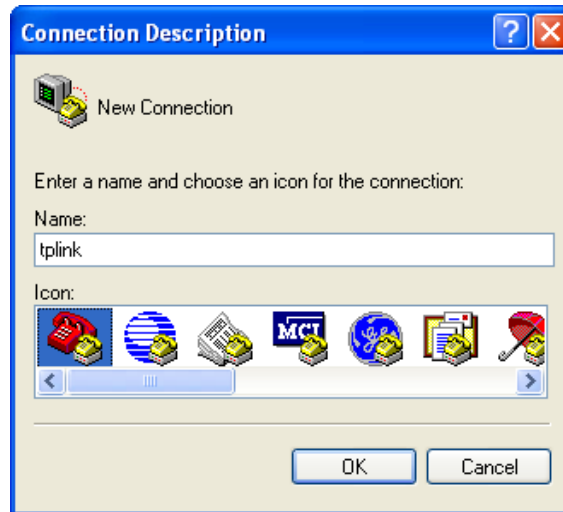 Connection Description
New Connection
Enter a name and choose an icon for the connection:
Name:
tplink
Icon:
MCI
OK
Cancel